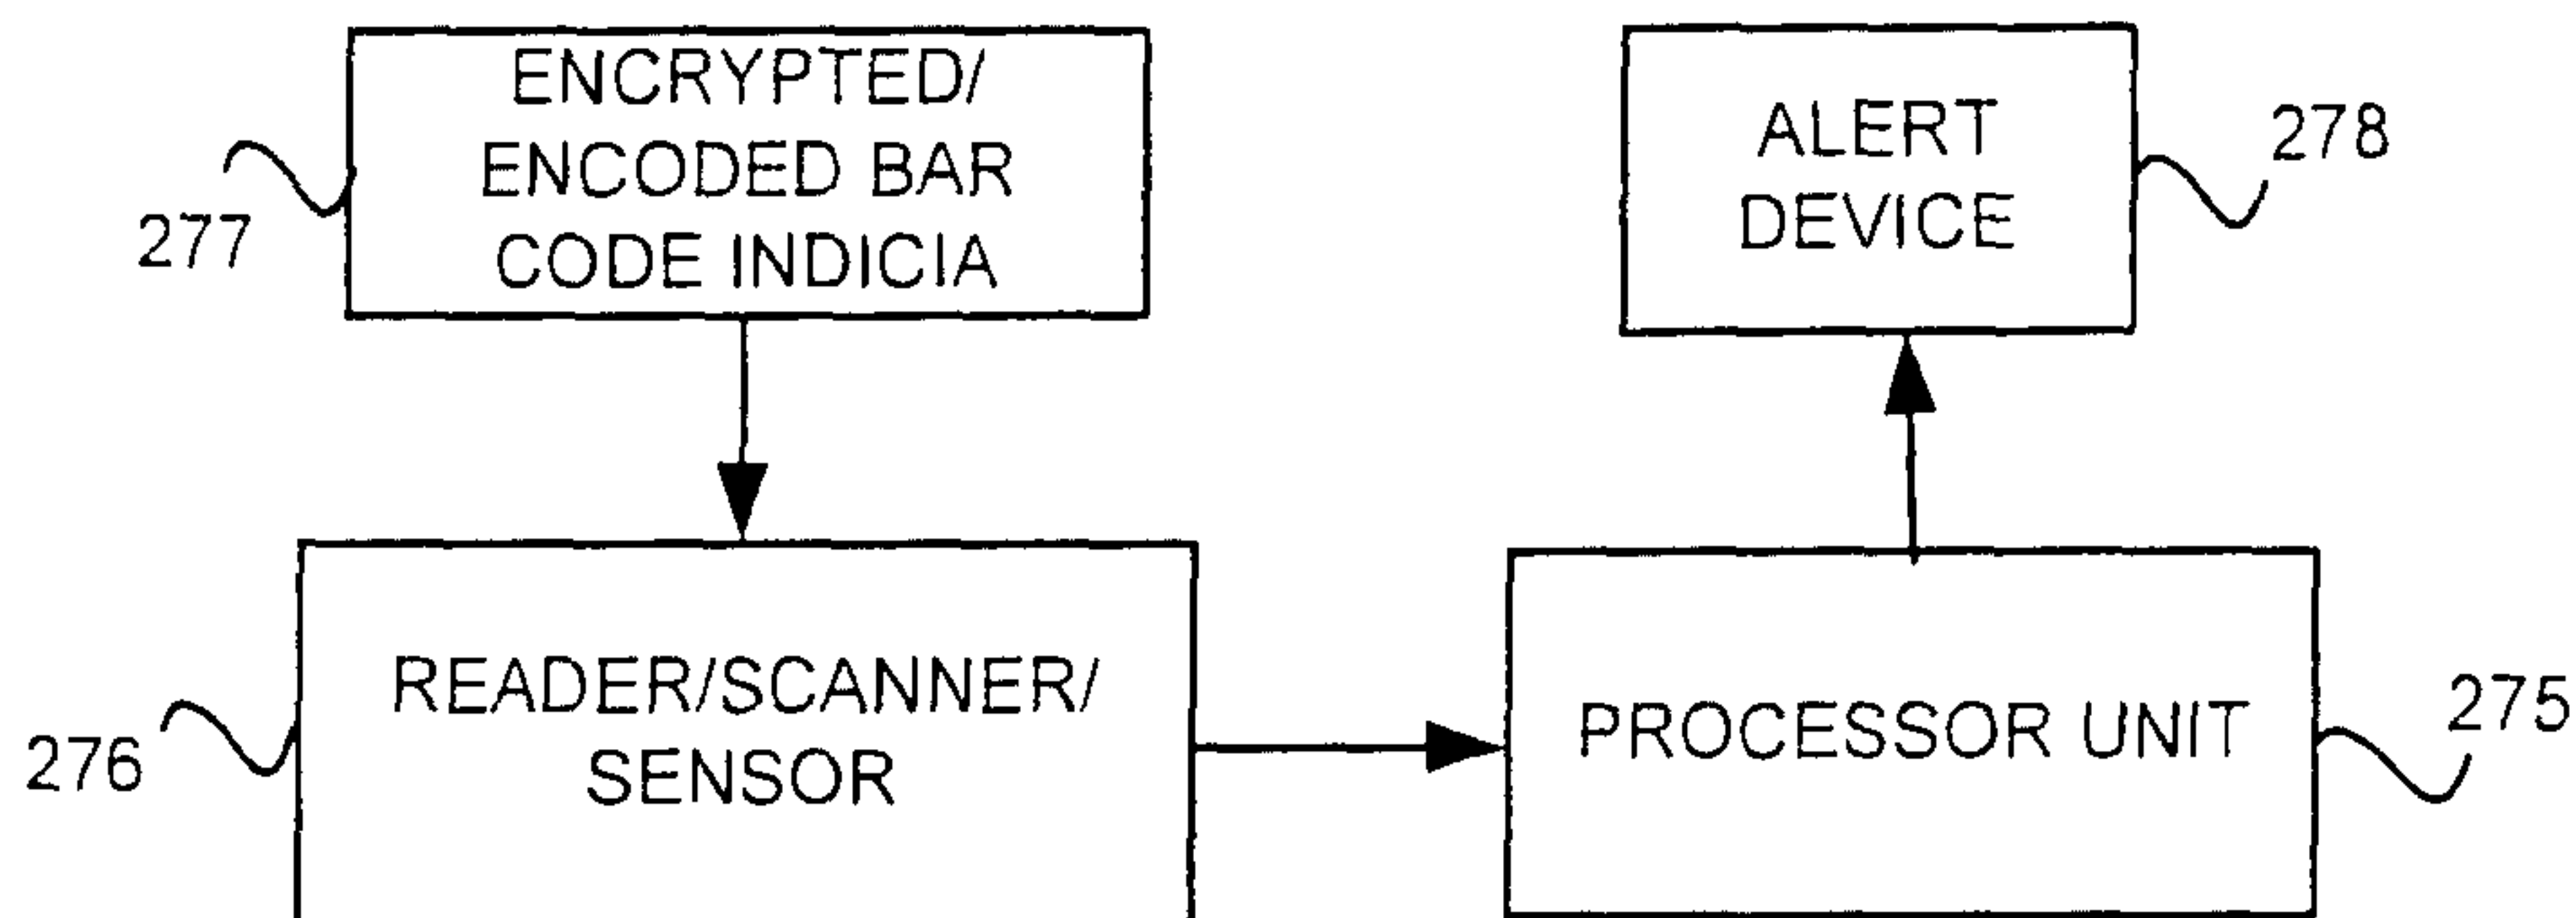 ENCRYPTED/
ENCODED BAR
CODE INDICIA
277
ALERT
DEVICE
278
READER/SCANNER/
SENSOR
276
PROCESSOR UNIT
275